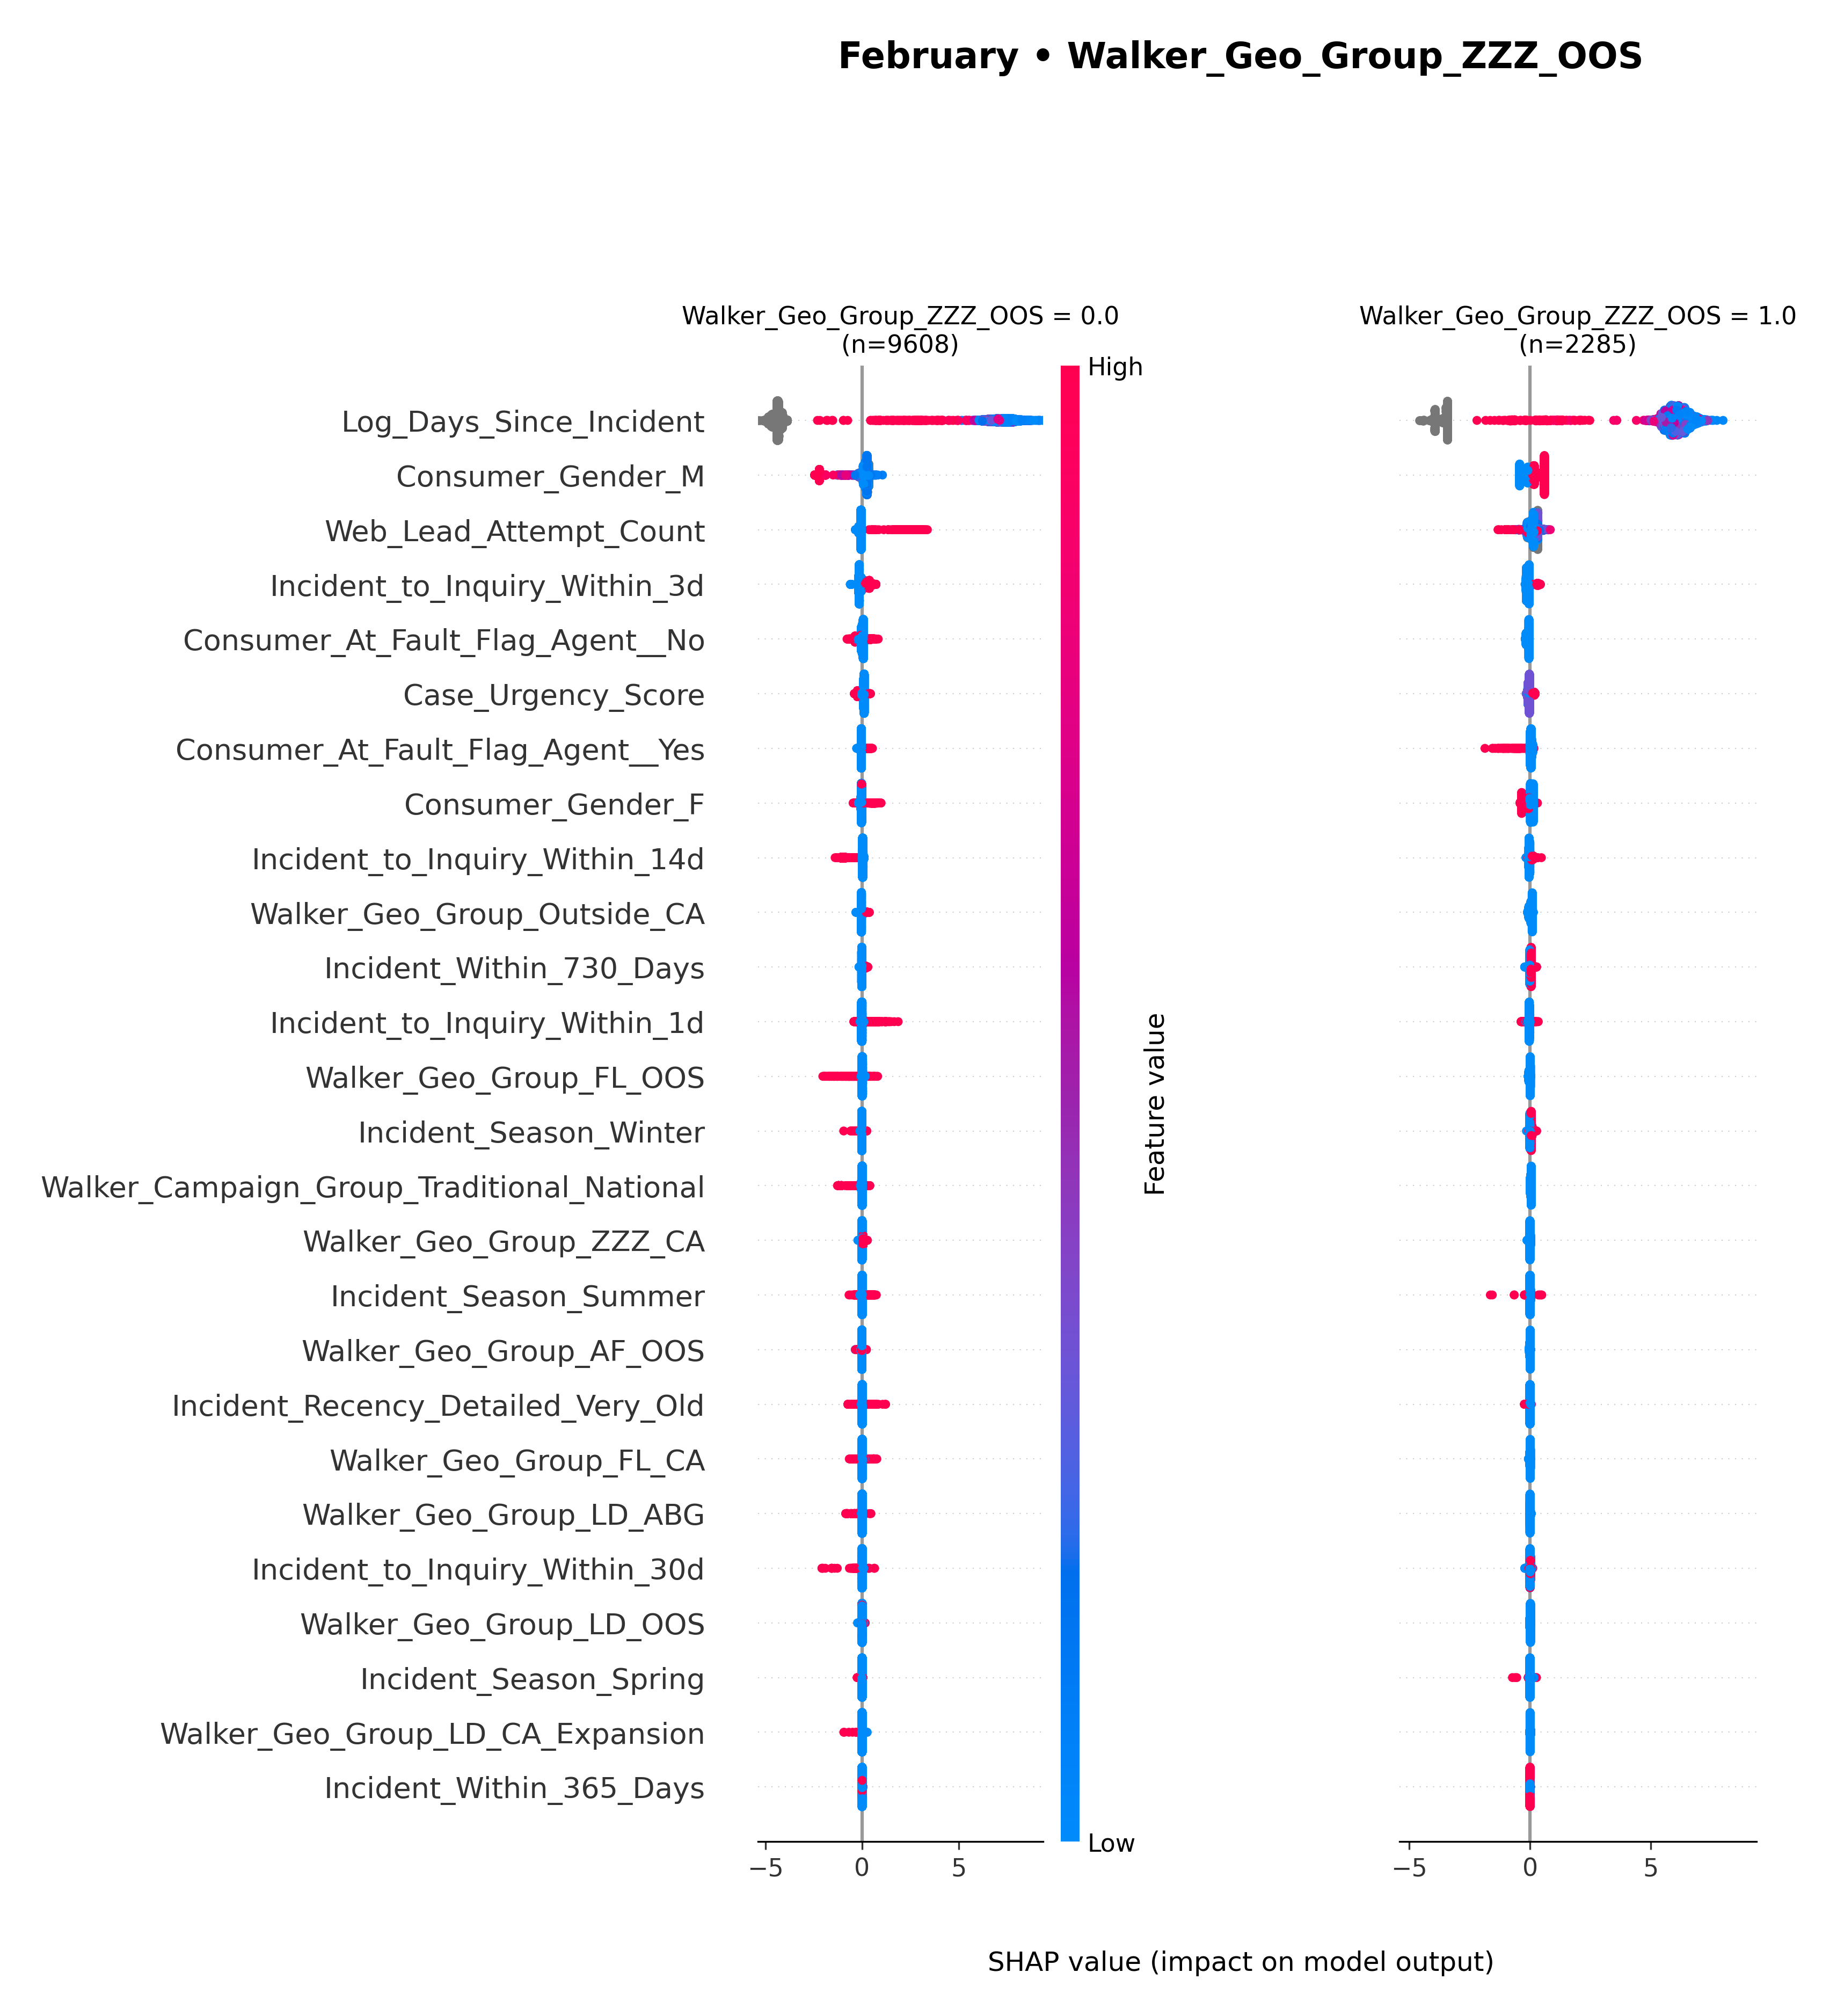 February • Walker_Geo_Group_ZZZ_OOS
Walker_Geo_Group_ZZZ_OOS = 0.0
(n=9608)
Walker_Geo_Group_ZZZ_OOS = 1.0
(n=2285)
High
Log_Days_Since_Incident
Consumer_Gender_M
Web_Lead_Attempt_Count
Incident_to_Inquiry_Within_3d
Consumer_At_Fault_Flag_Agent__No
Case_Urgency_Score
Consumer_At_Fault_Flag_Agent__Yes
Consumer_Gender_F
Incident_to_Inquiry_Within_14d
Walker_Geo_Group_Outside_CA
Incident_Within_730_Days
Incident_to_Inquiry_Within_1d
Walker_Geo_Group_FL_OOS
Incident_Season_Winter
Walker_Campaign_Group_Traditional_National
Walker_Geo_Group_ZZZ_CA
Incident_Season_Summer
Walker_Geo_Group_AF_OOS
Incident_Recency_Detailed_Very_Old
Walker_Geo_Group_FL_CA
Walker_Geo_Group_LD_ABG
Incident_to_Inquiry_Within_30d
Walker_Geo_Group_LD_OOS
Incident_Season_Spring
Walker_Geo_Group_LD_CA_Expansion
Incident_Within_365_Days
Feature value
Low
−5 0 5
−5 0 5
SHAP value (impact on model output)